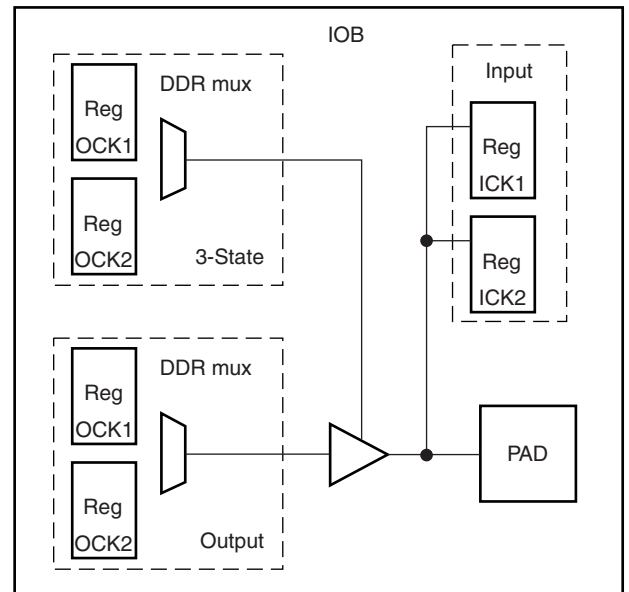 IOB
DDR mux
Reg
OCK1
Reg
OCK2
3-State
Input
Reg
ICK1
Reg
ICK2
DDR mux
Reg
OCK1
Reg
OCK2
Output
PAD